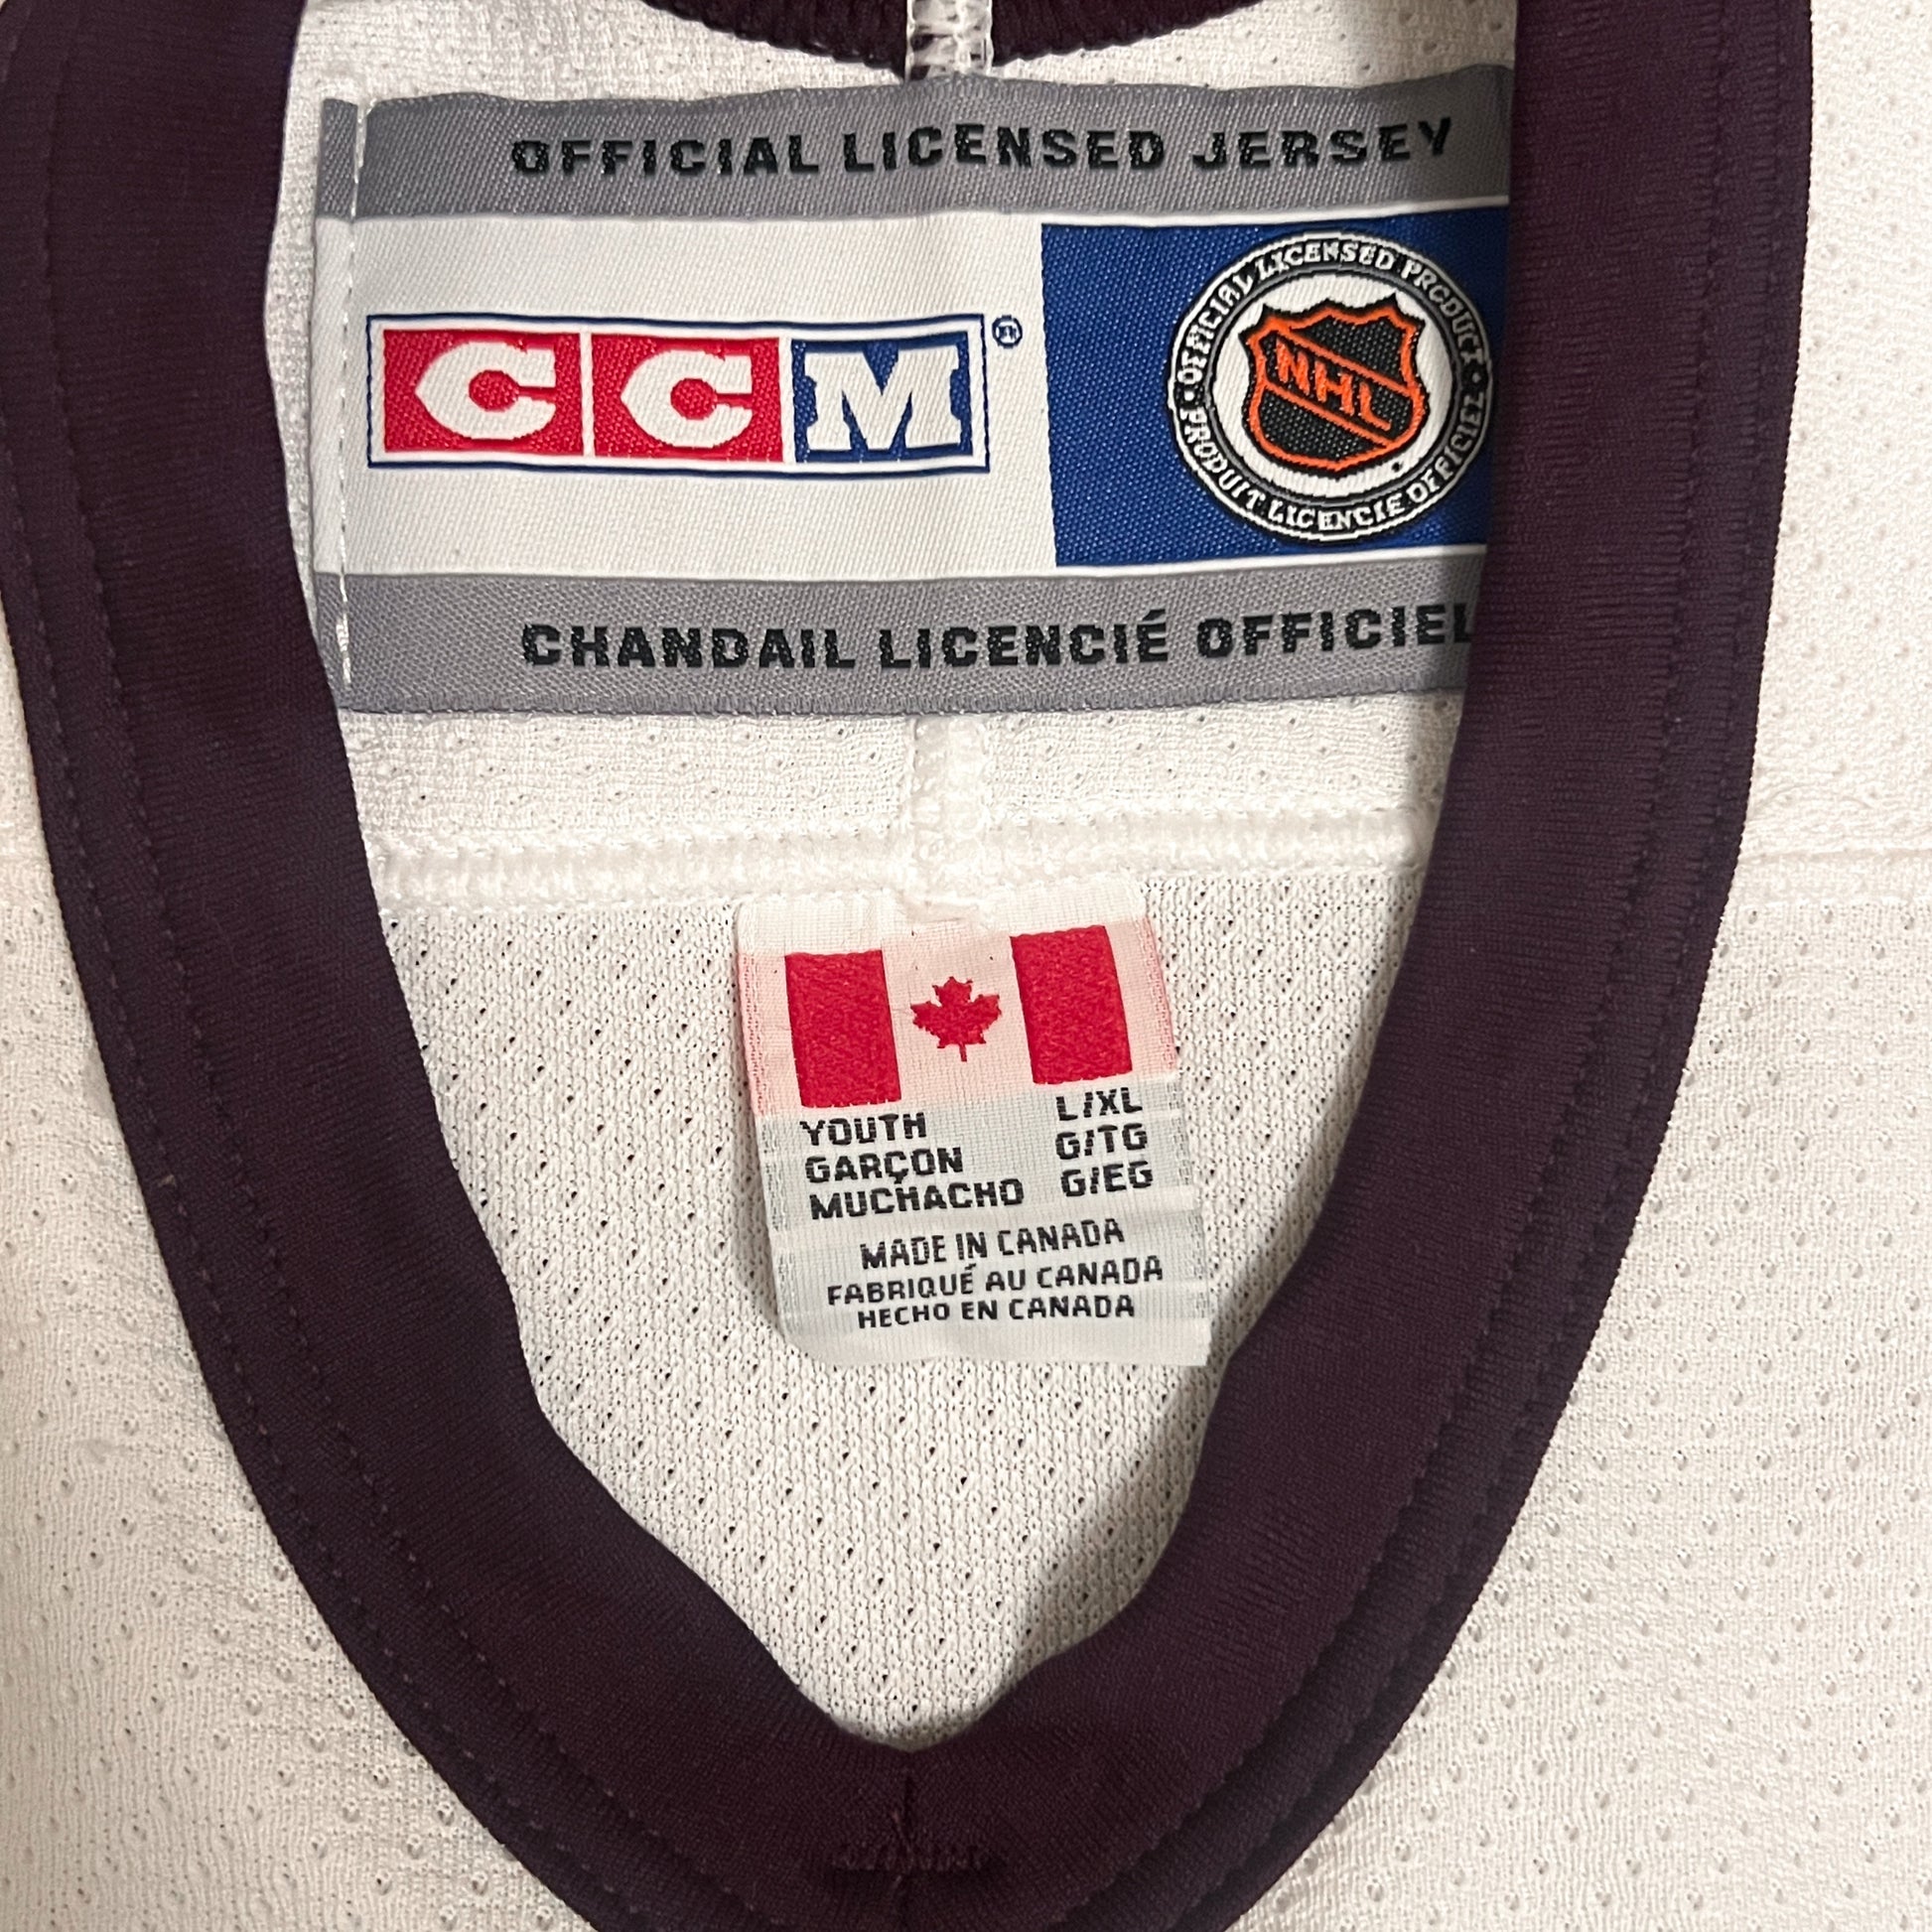 OFFICIAL LICENSED JERSEY
CCM®
OFFICIAL LICENSED PRODUCT
NHL
PRODUIT LICENCIE OFFICIEL
CHANDAIL LICENCIÉ OFFICIEL
YOUTH L/XL
GARÇON G/TG
MUCHACHO G/EG
MADE IN CANADA
FABRIQUÉ AU CANADA
HECHO EN CANADA